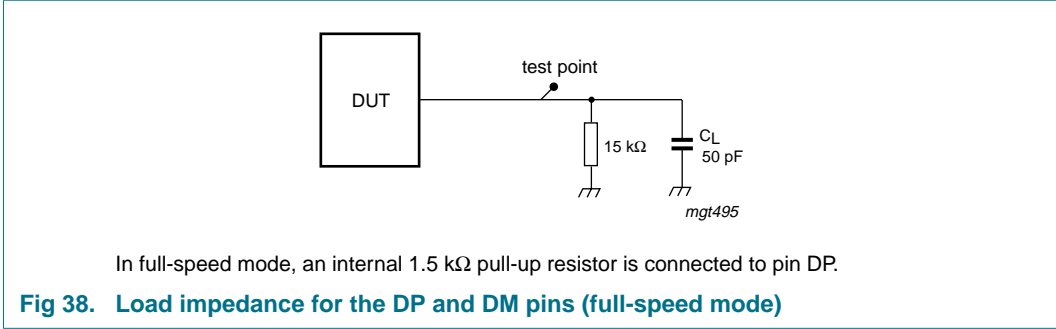 test point
DUT
15 kΩ
CL
50 pF
mgt495
In full-speed mode, an internal 1.5 kΩ pull-up resistor is connected to pin DP.
Fig 38. Load impedance for the DP and DM pins (full-speed mode)